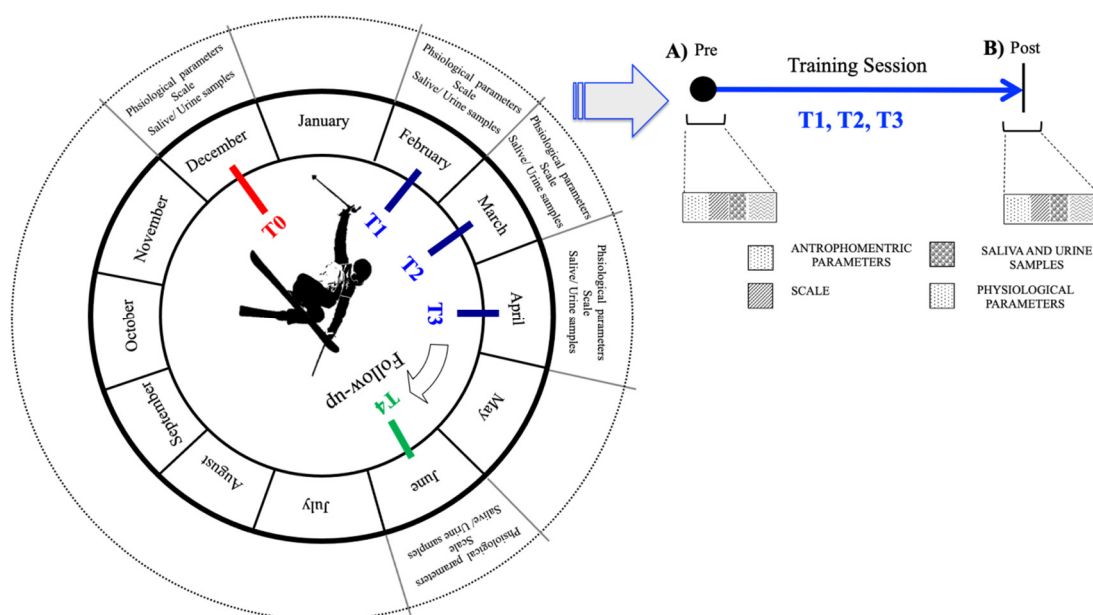 Phsiological parameters
Scale
Salive/ Urine samples
Phsiological parameters
Scale
Salive/ Urine samples
Phsiological parameters
Scale
Salive/ Urine samples
Phsiological parameters
Scale
Salive/ Urine samples
Phsiological parameters
Scale
Salive/ Urine samples
January
February
March
April
May
June
July
August
September
October
November
December
T0
T1
T2
T3
Follow-up
T4
A) Pre
B) Post
Training Session
T1, T2, T3
ANTROPHOMENTRIC
PARAMETERS
SALIVA AND URINE
SAMPLES
SCALE
PHYSIOLOGICAL
PARAMETERS